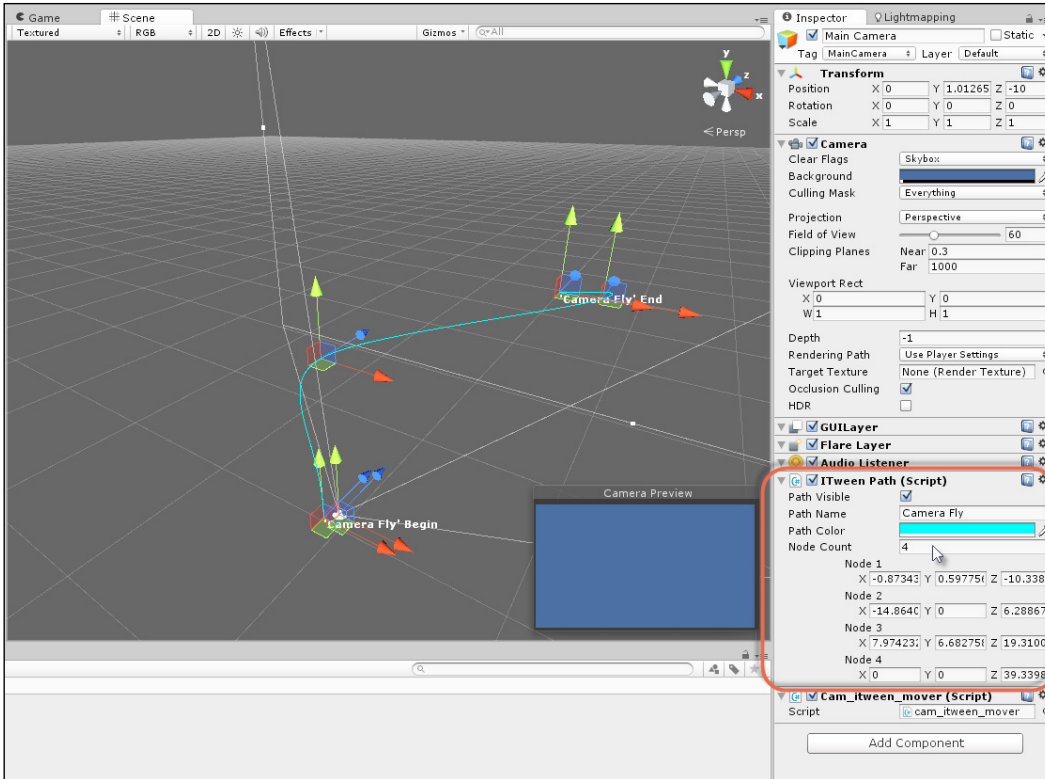 Game
Scene
Textured RGB 2D Effects Gizmos All
y
z
x
Persp
'Camera Fly' End
'Camera Fly' Begin
Camera Preview
Inspector Lightmapping
Main Camera Static
Tag MainCamera Layer Default
Transform
Position X 0 Y 1.01265 Z -10
Rotation X 0 Y 0 Z 0
Scale X 1 Y 1 Z 1
Camera
Clear Flags Skybox
Background
Culling Mask Everything
Projection Perspective
Field of View 60
Clipping Planes Near 0.3
Far 1000
Viewport Rect
X 0 Y 0
W 1 H 1
Depth -1
Rendering Path Use Player Settings
Target Texture None (Render Texture)
Occlusion Culling
HDR
GUILayer
Flare Layer
Audio Listener
ITween Path (Script)
Path Visible
Path Name Camera Fly
Path Color
Node Count 4
Node 1
X -0.87343 Y 0.59775 Z -10.338
Node 2
X -14.864 Y 0 Z 6.28867
Node 3
X 7.97423 Y 6.68275 Z 19.3100
Node 4
X 0 Y 0 Z 39.3398
Cam_itween_mover (Script)
Script cam_itween_mover
Add Component